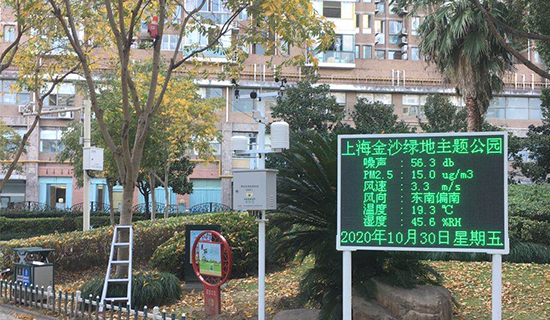 上海金沙绿地主题公园
噪声 : 56.3 db
PM2.5 : 15.0 ug/m3
风速 : 3.3 m/s
风向 : 东南偏南
温度 : 19.3 ℃
湿度 : 45.6 %RH
2020年10月30日星期五